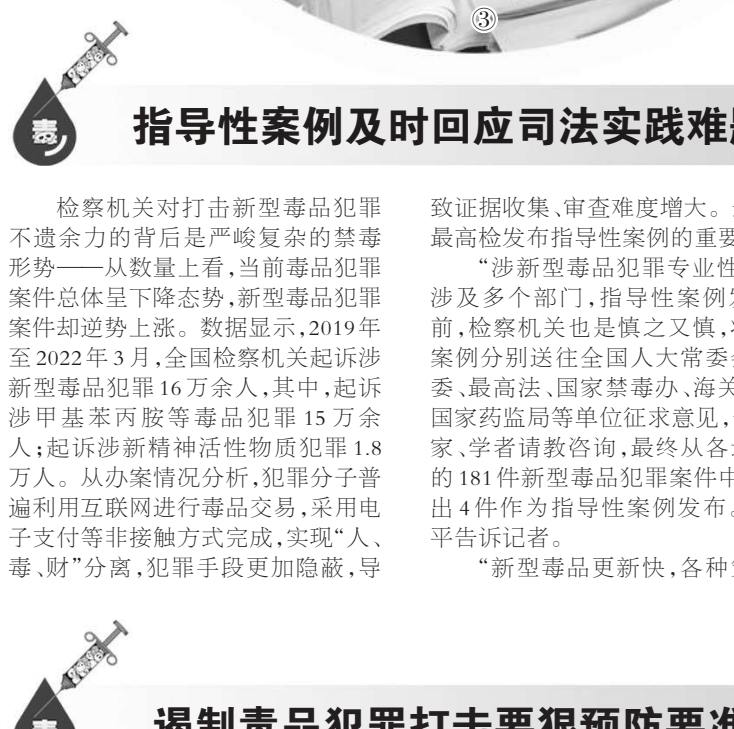 ③
毒
指导性案例及时回应司法实践难
检察机关对打击新型毒品犯罪
不遗余力的背后是严峻复杂的禁毒
形势——从数量上看,当前毒品犯罪
案件总体呈下降态势,新型毒品犯罪
案件却逆势上涨。数据显示,2019年
至2022年3月,全国检察机关起诉涉
新型毒品犯罪16万余人,其中,起诉
涉甲基苯丙胺等毒品犯罪15万余
人;起诉涉新精神活性物质犯罪1.8
万人。从办案情况分析,犯罪分子普
遍利用互联网进行毒品交易,采用电
子支付等非接触方式完成,实现“人、
毒、财”分离,犯罪手段更加隐蔽,导
致证据收集、审查难度增大。
最高检发布指导性案例的重要
“涉新型毒品犯罪专业性
涉及多个部门,指导性案例发
前,检察机关也是慎之又慎,
案例分别送往全国人大常委会
委、最高法、国家禁毒办、海关
国家药监局等单位征求意见,
家、学者请教咨询,最终从各
的181件新型毒品犯罪案件中
出4件作为指导性案例发布。
平告诉记者。
“新型毒品更新快,各种
毒
遏制毒品犯罪打击要狠预防要准